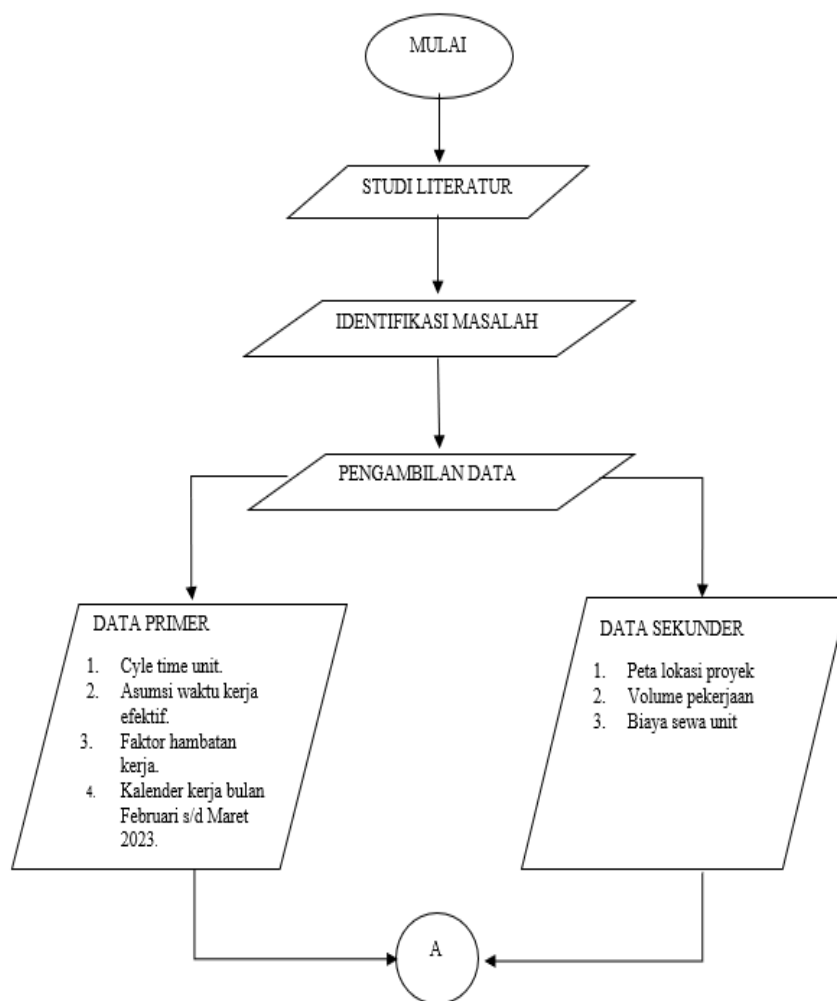 MULAI
STUDI LITERATUR
IDENTIFIKASI MASALAH
PENGAMBILAN DATA
DATA PRIMER
1. Cyle time unit.
2. Asumsi waktu kerja
efektif.
3. Faktor hambatan
kerja.
4. Kalender kerja bulan
Februari s/d Maret
2023.
DATA SEKUNDER
1. Peta lokasi proyek
2. Volume pekerjaan
3. Biaya sewa unit
A